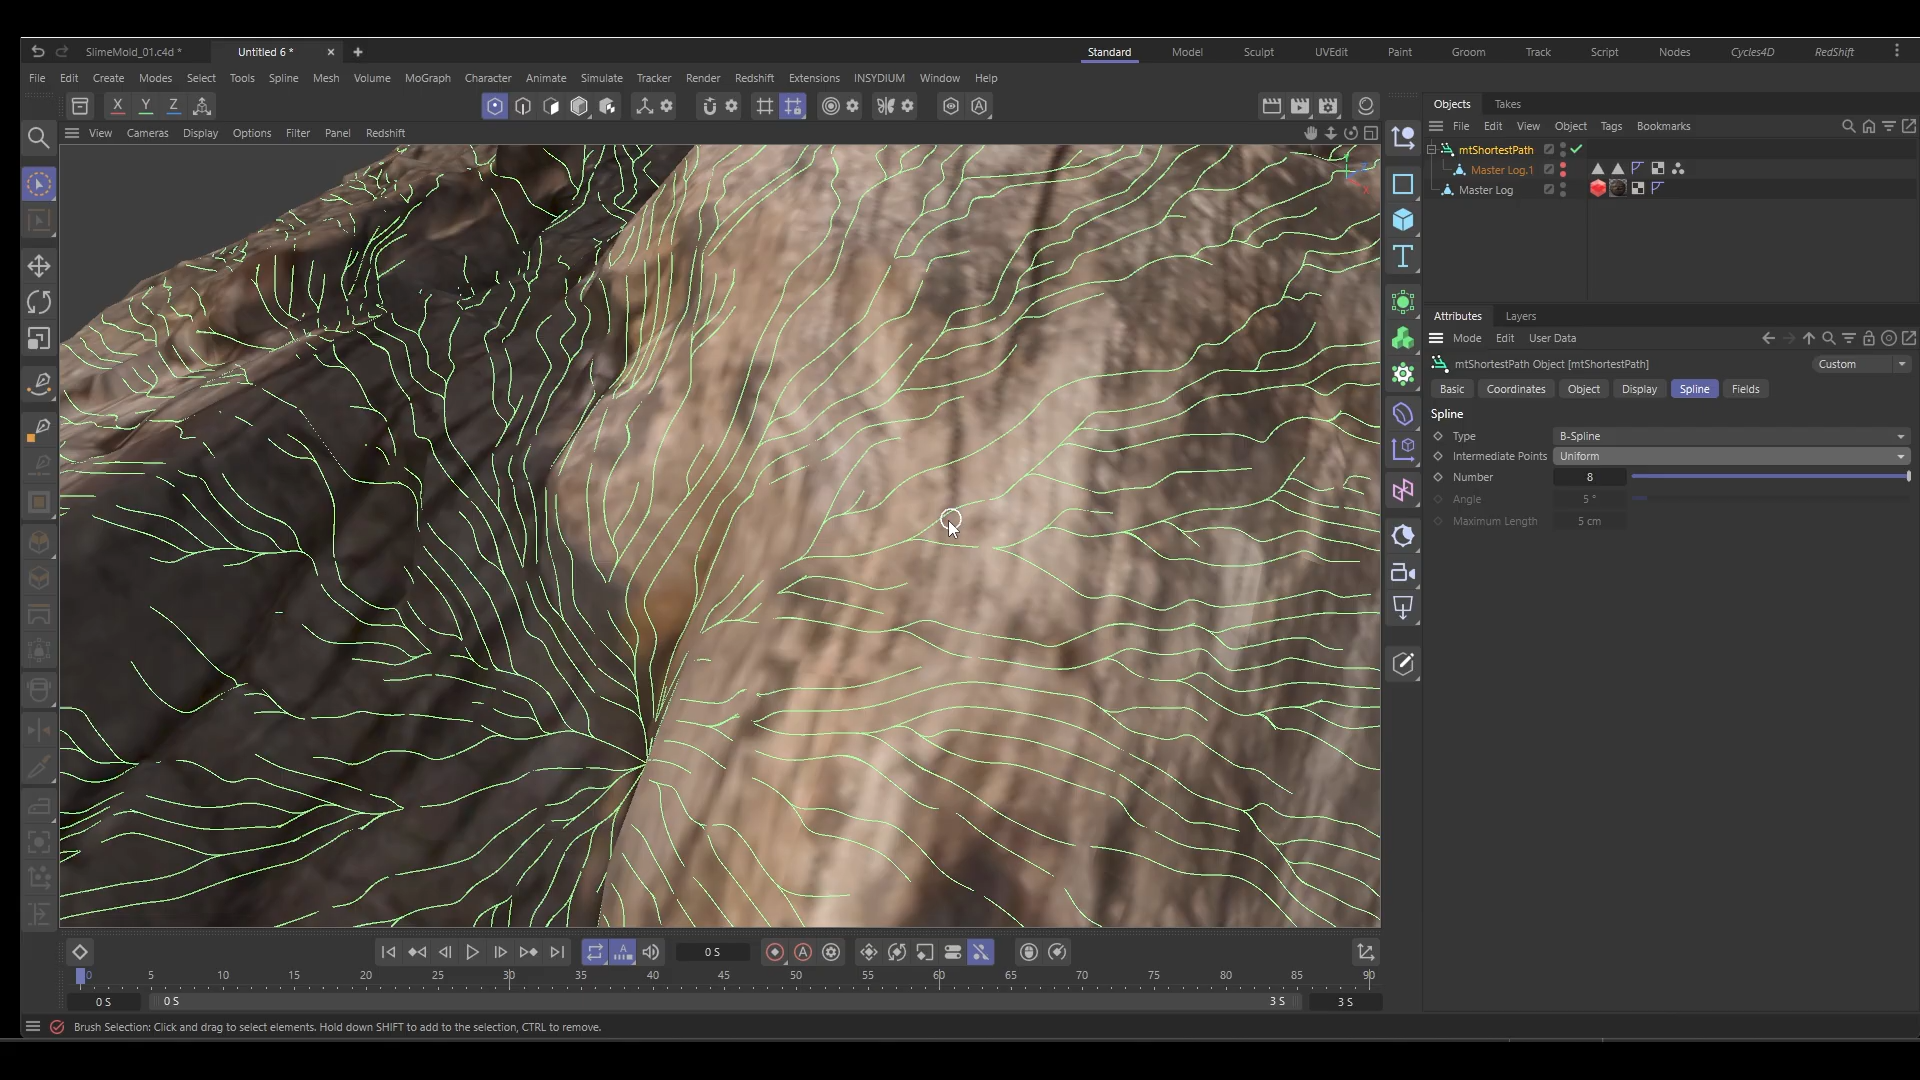 SlimeMold_01.c4d *
Untitled 6 *
Standard
Model
Sculpt
UVEdit
Paint
Groom
Track
Script
Nodes
Cycles4D
RedShift
File Edit Create Modes Select Tools Spline Mesh Volume MoGraph Character Animate Simulate Tracker Render Redshift Extensions INSYDIUM Window Help
X Y Z
Objects Takes
View Cameras Display Options Filter Panel Redshift
File Edit View Object Tags Bookmarks
mtShortestPath
Master Log.1
Master Log
Attributes Layers
Mode Edit User Data
mtShortestPath Object [mtShortestPath]
Custom
Basic Coordinates Object Display Spline Fields
Spline
Type B-Spline
Intermediate Points Uniform
Number 8
Angle 5 °
Maximum Length 5 cm
0 S
0 5 10 15 20 25 30 35 40 45 50 55 60 65 70 75 80 85 90
0 S 0 S 3 S 3 S
Brush Selection: Click and drag to select elements. Hold down SHIFT to add to the selection, CTRL to remove.